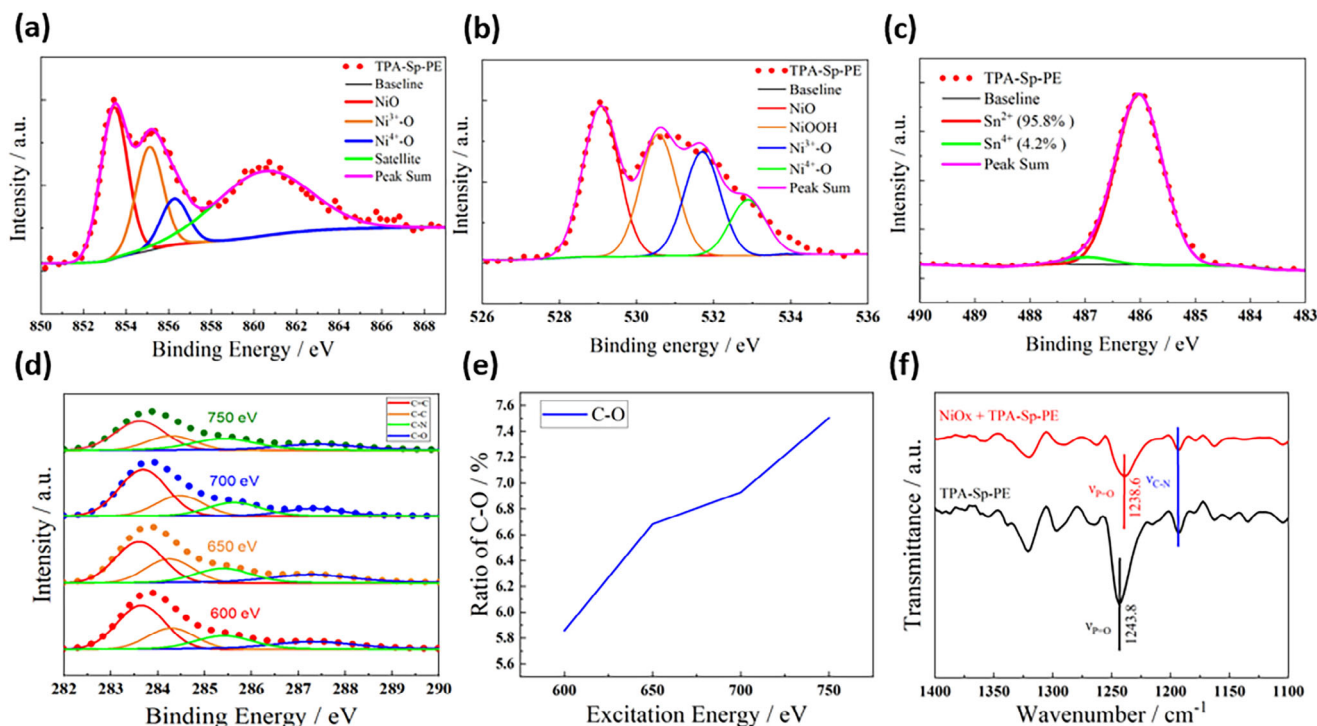 (a)
TPA-Sp-PE
Baseline
NiO
Ni³⁺-O
Ni⁴⁺-O
Satellite
Peak Sum
Intensity / a.u.
850 852 854 856 858 860 862 864 866 868
Binding Energy / eV
(b)
TPA-Sp-PE
Baseline
NiO
NiOOH
Ni³⁺-O
Ni⁴⁺-O
Peak Sum
Intensity / a.u.
526 528 530 532 534 536
Binding energy / eV
(c)
TPA-Sp-PE
Baseline
Sn²⁺ (95.8% )
Sn⁴⁺ (4.2% )
Peak Sum
Intensity / a.u.
490 489 488 487 486 485 484 483
Binding Energy / eV
(d)
C=C
C-C
C-N
C-O
750 eV
700 eV
650 eV
600 eV
Intensity / a.u.
282 283 284 285 286 287 288 289 290
Binding Energy / eV
(e)
C-O
Ratio of C-O / %
7.6
7.4
7.2
7.0
6.8
6.6
6.4
6.2
6.0
5.8
5.6
600 650 700 750
Excitation Energy / eV
(f)
NiOx + TPA-Sp-PE
νP=O
1238.6
νC-N
TPA-Sp-PE
νP=O
1243.8
Transmittance / a.u.
1400 1350 1300 1250 1200 1150 1100
Wavenumber / cm⁻¹